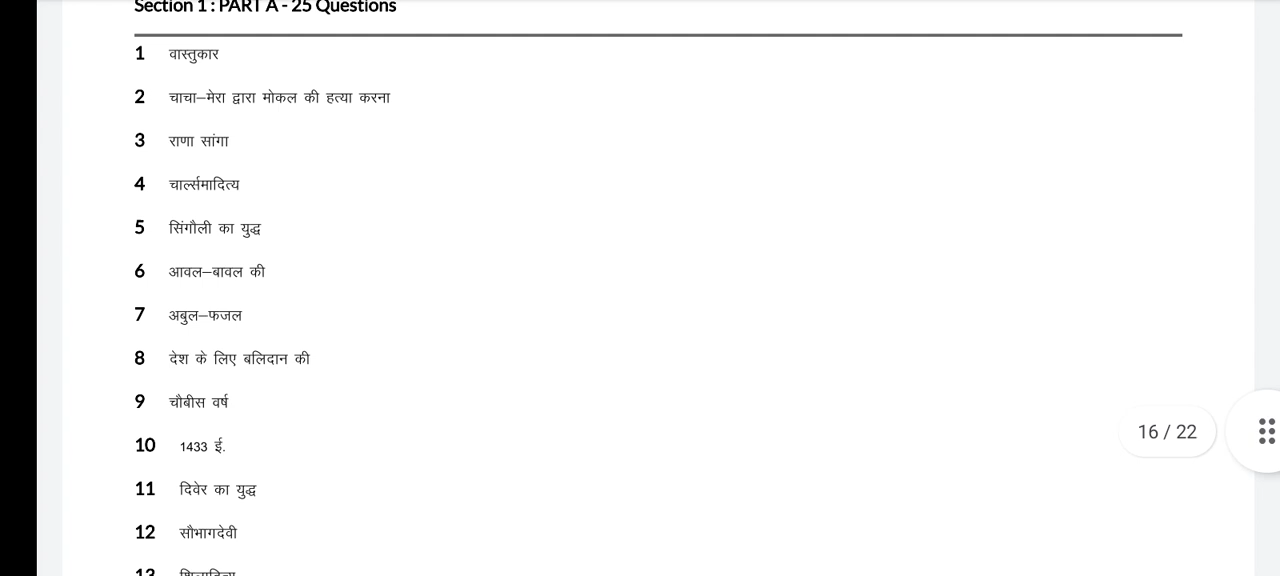 Section 1 : PART A - 25 Questions
1 वास्तुकार
2 चाचा–मेरा द्वारा मोकल की हत्या करना
3 राणा सांगा
4 चार्ल्समादित्य
5 सिंगौली का युद्ध
6 आवल–बावल की
7 अबुल–फजल
8 देश के लिए बलिदान की
9 चौबीस वर्ष
16 / 22
10 1433 ई.
11 दिवेर का युद्ध
12 सौभागदेवी
13